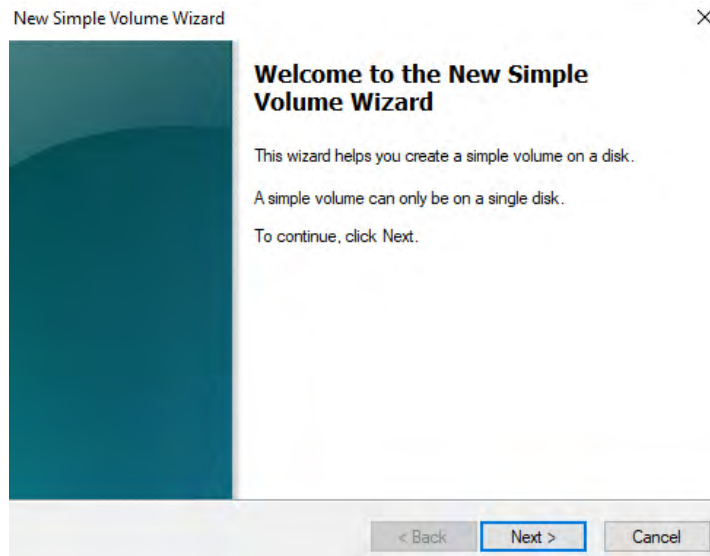 New Simple Volume Wizard
Welcome to the New Simple
Volume Wizard
This wizard helps you create a simple volume on a disk.
A simple volume can only be on a single disk.
To continue, click Next.
< Back
Next >
Cancel